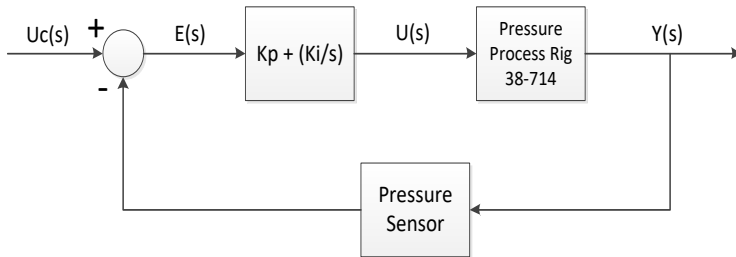 Uc(s)
+
-
E(s)
Kp + (Ki/s)
U(s)
Pressure
Process Rig
38-714
Y(s)
Pressure
Sensor